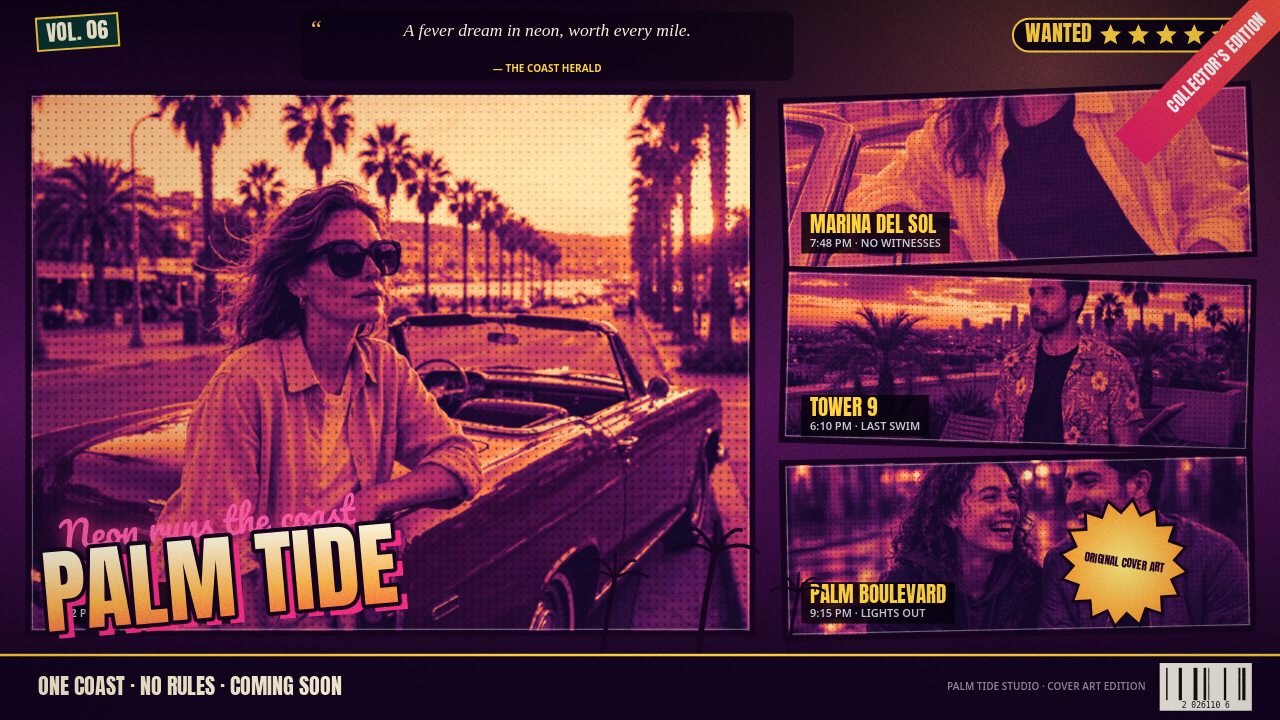 VOL. 06
“
A fever dream in neon, worth every mile.
— THE COAST HERALD
WANTED
COLLECTOR'S EDITION
MARINA DEL SOL
7:48 PM · NO WITNESSES
TOWER 9
6:10 PM · LAST SWIM
Neon runs the coast
PALM TIDE
PALM BOULEVARD
9:15 PM · LIGHTS OUT
ORIGINAL COVER ART
ONE COAST · NO RULES · COMING SOON
PALM TIDE STUDIO · COVER ART EDITION
2 026110 6